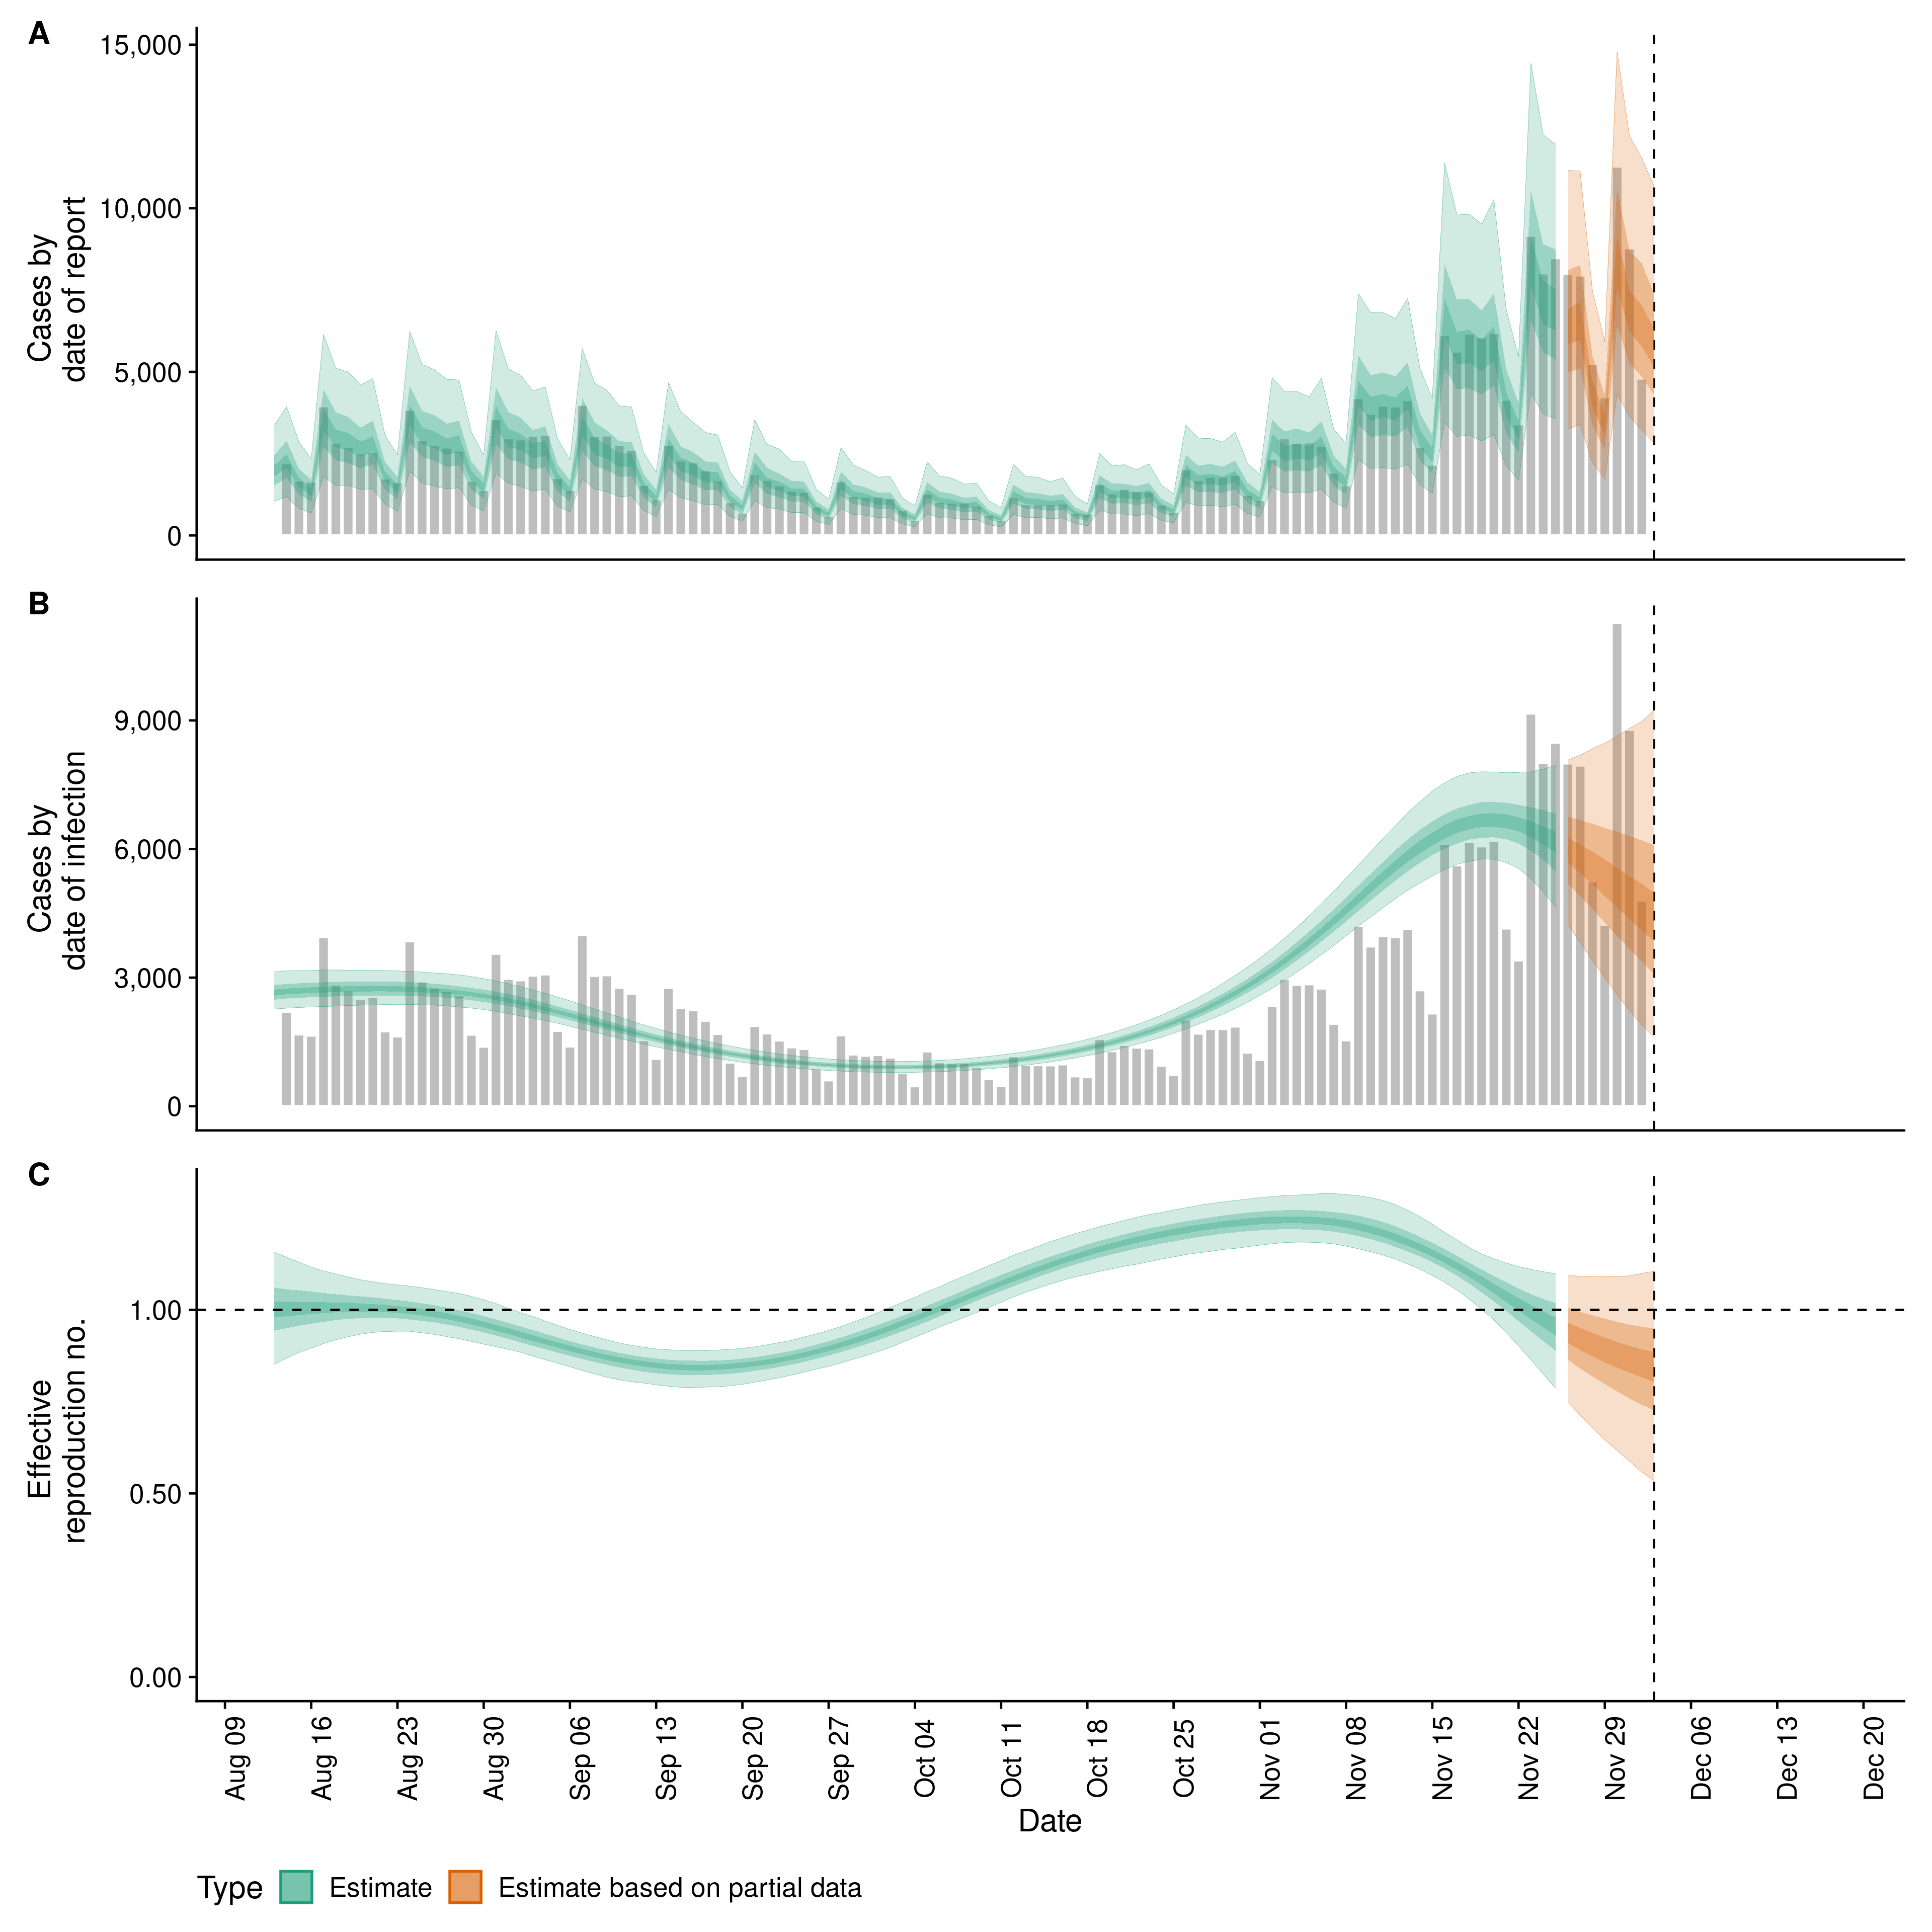 A
15,000
10,000
5,000
0
Cases by
date of report
B
9,000
6,000
3,000
0
Cases by
date of infection
C
1.00
0.50
0.00
Effective
reproduction no.
Aug 09
Aug 16
Aug 23
Aug 30
Sep 06
Sep 13
Sep 20
Sep 27
Oct 04
Oct 11
Oct 18
Oct 25
Nov 01
Nov 08
Nov 15
Nov 22
Nov 29
Dec 06
Dec 13
Dec 20
Date
Type Estimate Estimate based on partial data